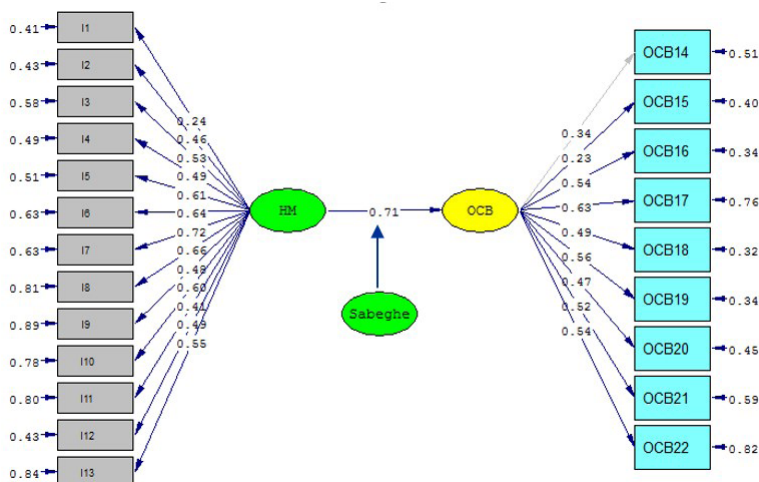 0.41 I1
0.43 I2
0.58 I3
0.49 I4
0.51 I5
0.63 I6
0.63 I7
0.81 I8
0.89 I9
0.78 I10
0.80 I11
0.43 I12
0.84 I13
0.24
0.46
0.53
0.49
0.61
0.64
0.72
0.66
0.48
0.60
0.41
0.49
0.55
HM
0.71
OCB
Sabeghe
0.34
0.23
0.54
0.63
0.49
0.56
0.47
0.52
0.54
OCB14 0.51
OCB15 0.40
OCB16 0.34
OCB17 0.76
OCB18 0.32
OCB19 0.34
OCB20 0.45
OCB21 0.59
OCB22 0.82